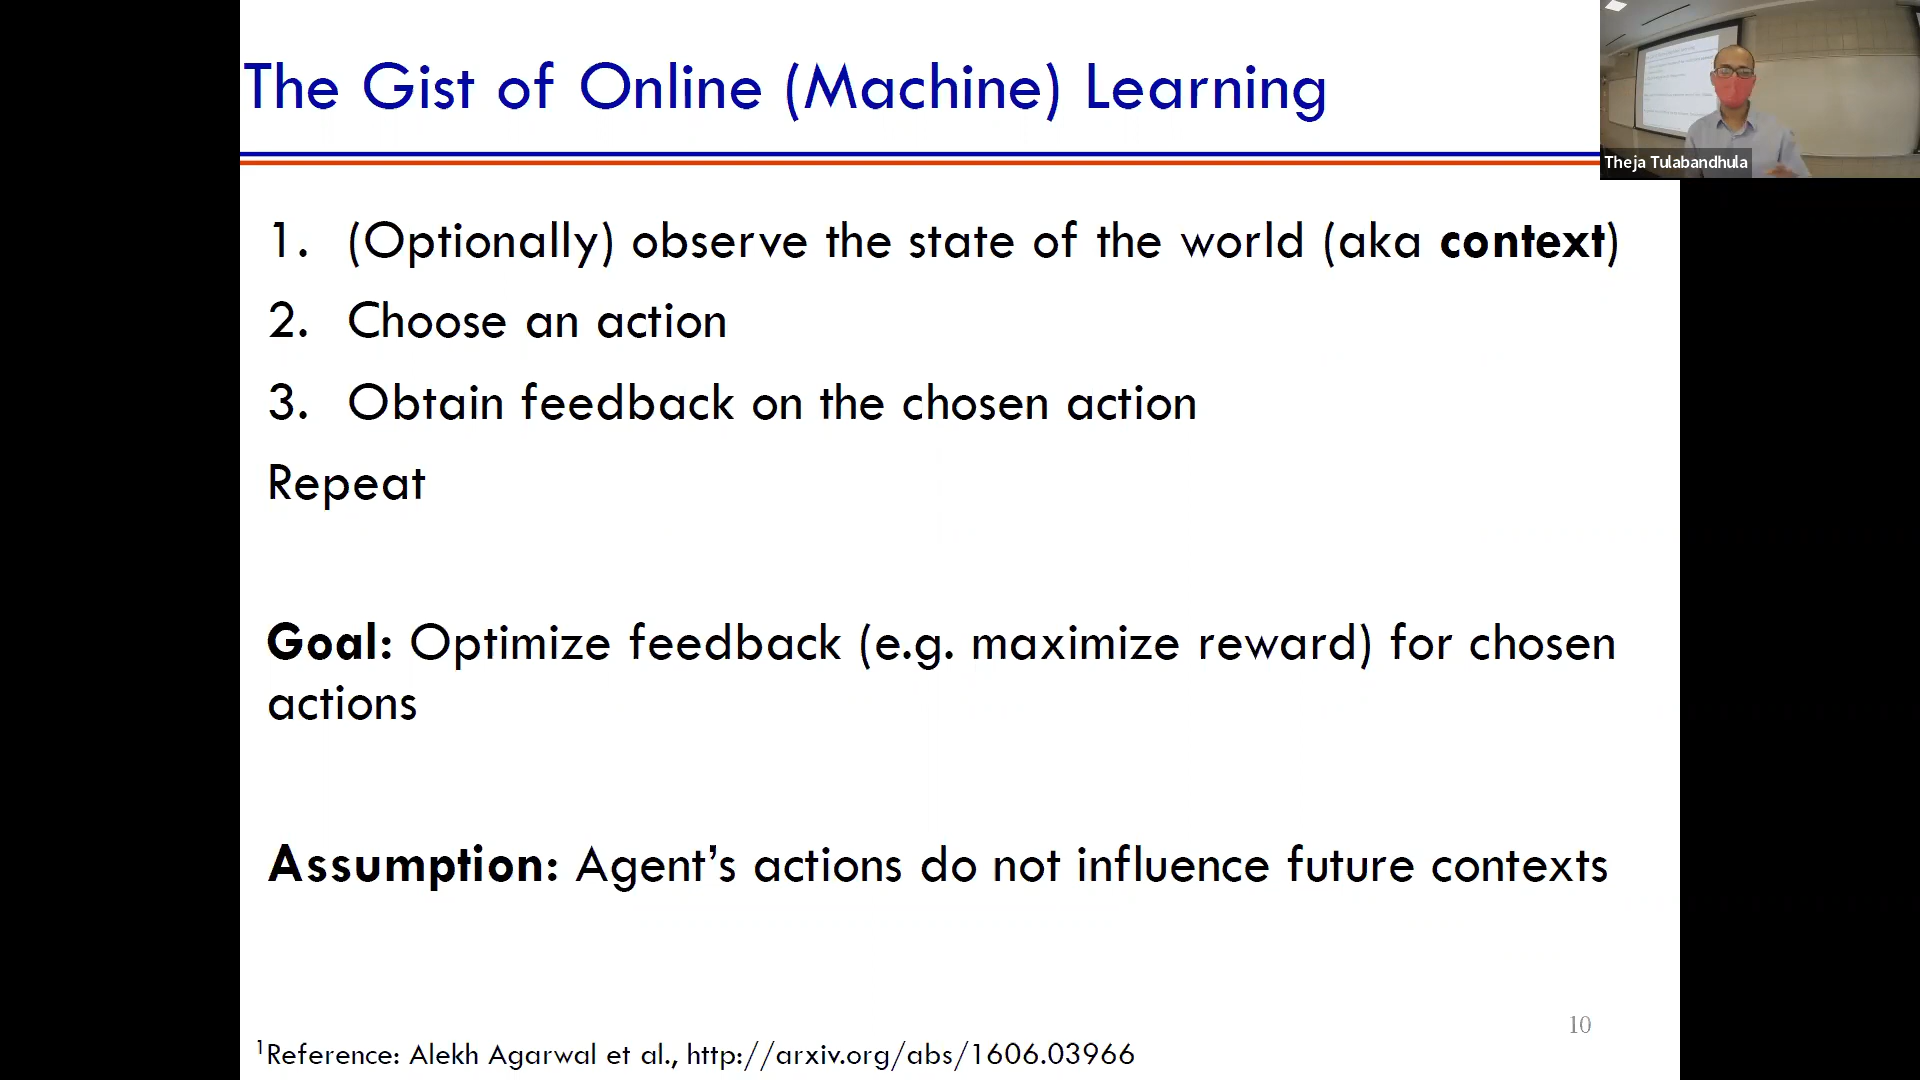 The Gist of Online (Machine) Learning
Theja Tulabandhula
1. (Optionally) observe the state of the world (aka context)
2. Choose an action
3. Obtain feedback on the chosen action
Repeat
Goal: Optimize feedback (e.g. maximize reward) for chosen
actions
Assumption: Agent’s actions do not influence future contexts
10
¹Reference: Alekh Agarwal et al., http://arxiv.org/abs/1606.03966